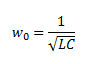 w₀ = 1/√LC